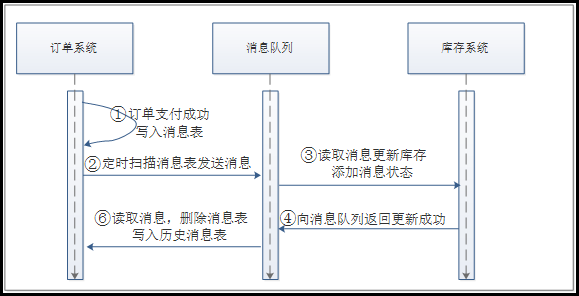 订单系统
消息队列
库存系统
①订单支付成功
写入消息表
②定时扫描消息表发送消息
③读取消息更新库存
添加消息状态
④向消息队列返回更新成功
⑥读取消息，删除消息表
写入历史消息表